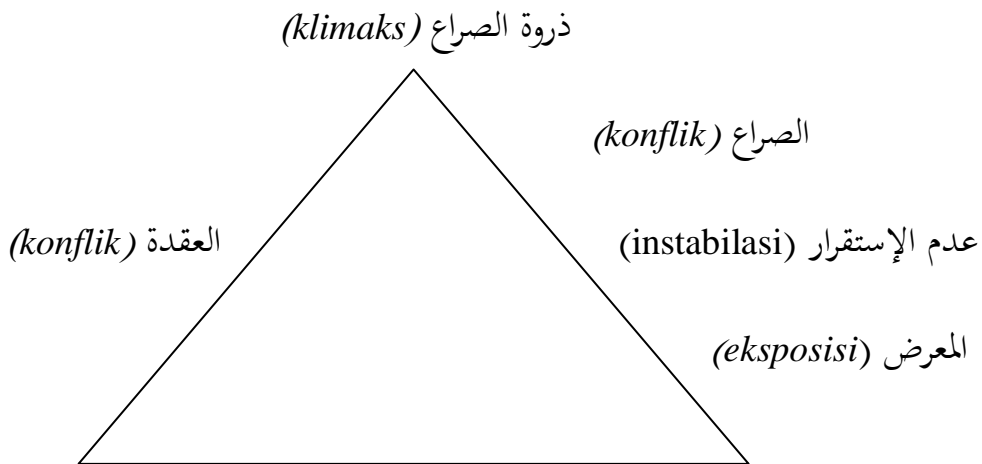 ذروة الصراع (klimaks)
الصراع (konflik)
العقدة (konflik)
عدم الإستقرار (instabilasi)
المعرض (eksposisi)